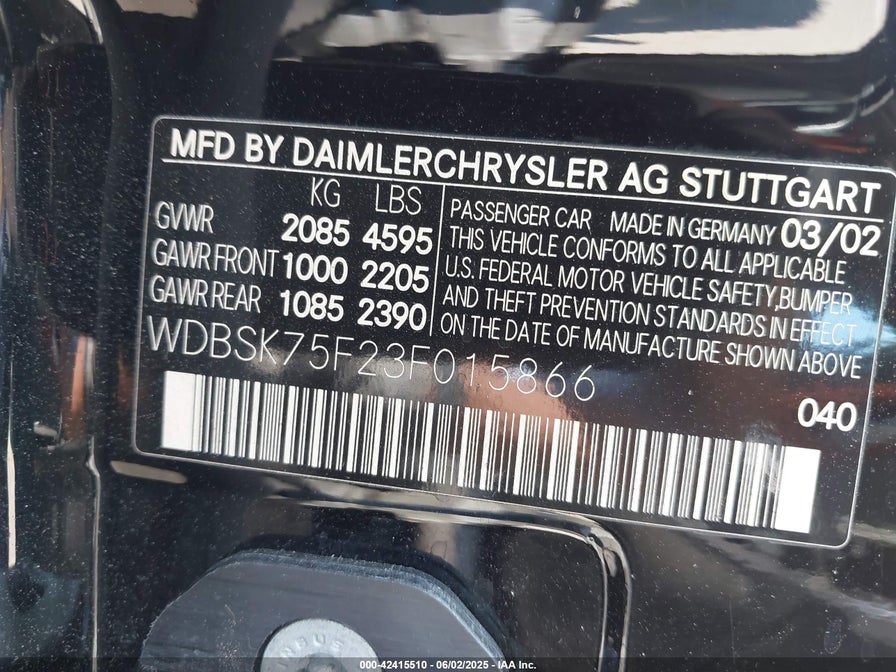 MFD BY DAIMLERCHRYSLER AG STUTTGART
KG LBS
GVWR 2085 4595
GAWR FRONT 1000 2205
GAWR REAR 1085 2390
PASSENGER CAR MADE IN GERMANY 03/02
THIS VEHICLE CONFORMS TO ALL APPLICABLE
U.S. FEDERAL MOTOR VEHICLE SAFETY,BUMPER
AND THEFT PREVENTION STANDARDS IN EFFECT
ON THE DATE OF MANUFACTURE SHOWN ABOVE
WDBSK75F23F015866
040
000-42415510 - 06/02/2025 - IAA Inc.